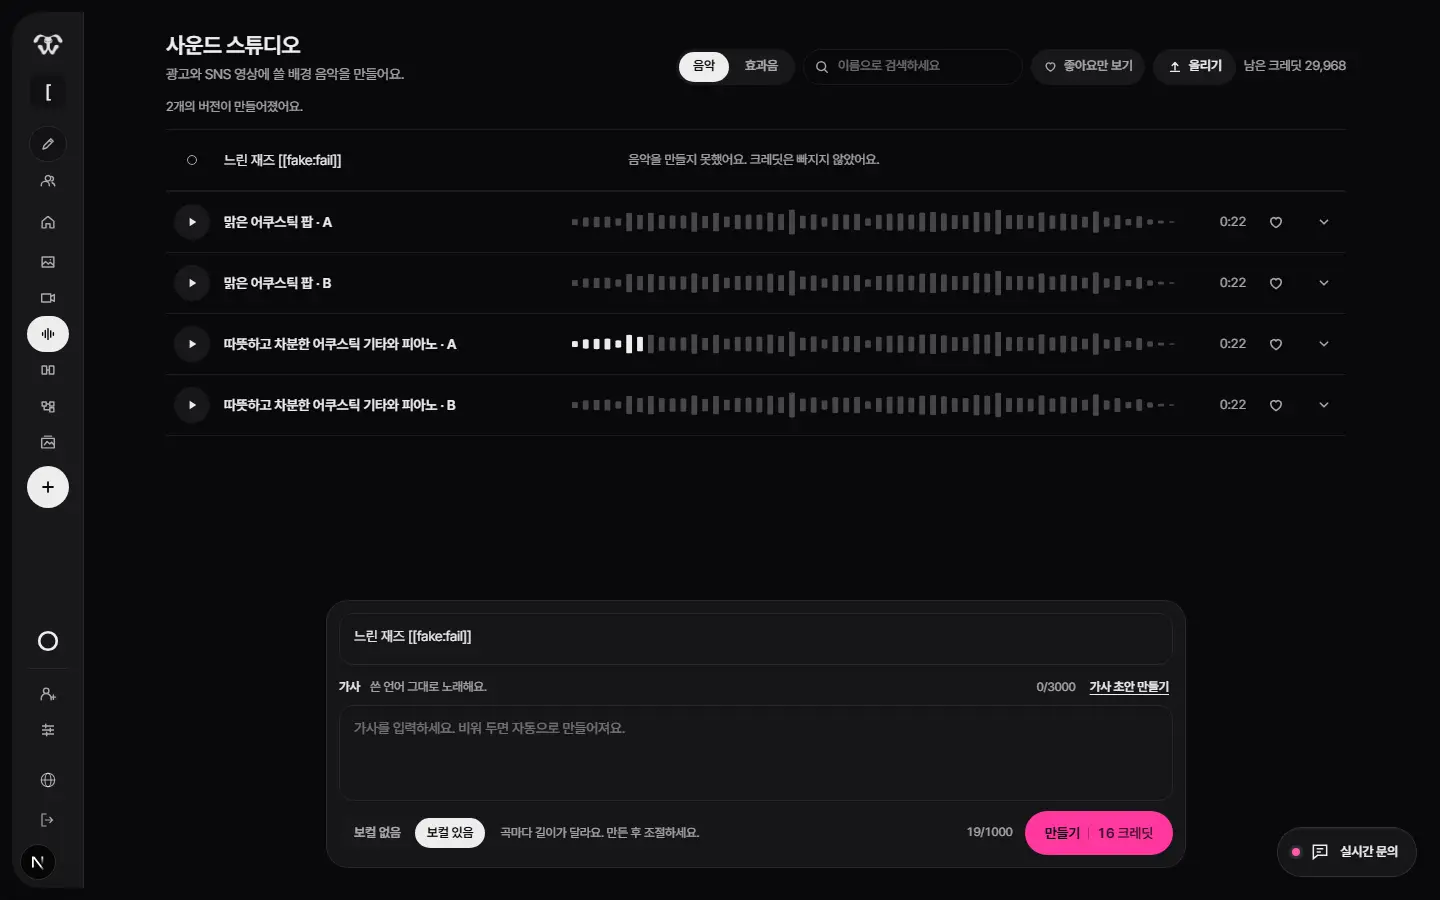 사운드 스튜디오
광고와 SNS 영상에 쓸 배경 음악을 만들어요.
음악 효과음 이름으로 검색하세요 좋아요만 보기 올리기 남은 크레딧 29,968
[
2개의 버전이 만들어졌어요.
느린 재즈 [[fake:fail]] 음악을 만들지 못했어요. 크레딧은 빠지지 않았어요.
맑은 어쿠스틱 팝 · A 0:22
맑은 어쿠스틱 팝 · B 0:22
따뜻하고 차분한 어쿠스틱 기타와 피아노 · A 0:22
따뜻하고 차분한 어쿠스틱 기타와 피아노 · B 0:22
느린 재즈 [[fake:fail]]
가사 쓴 언어 그대로 노래해요. 0/3000 가사 초안 만들기
가사를 입력하세요. 비워 두면 자동으로 만들어져요.
보컬 없음 보컬 있음 곡마다 길이가 달라요. 만든 후 조절하세요. 19/1000 만들기 16 크레딧
실시간 문의
N